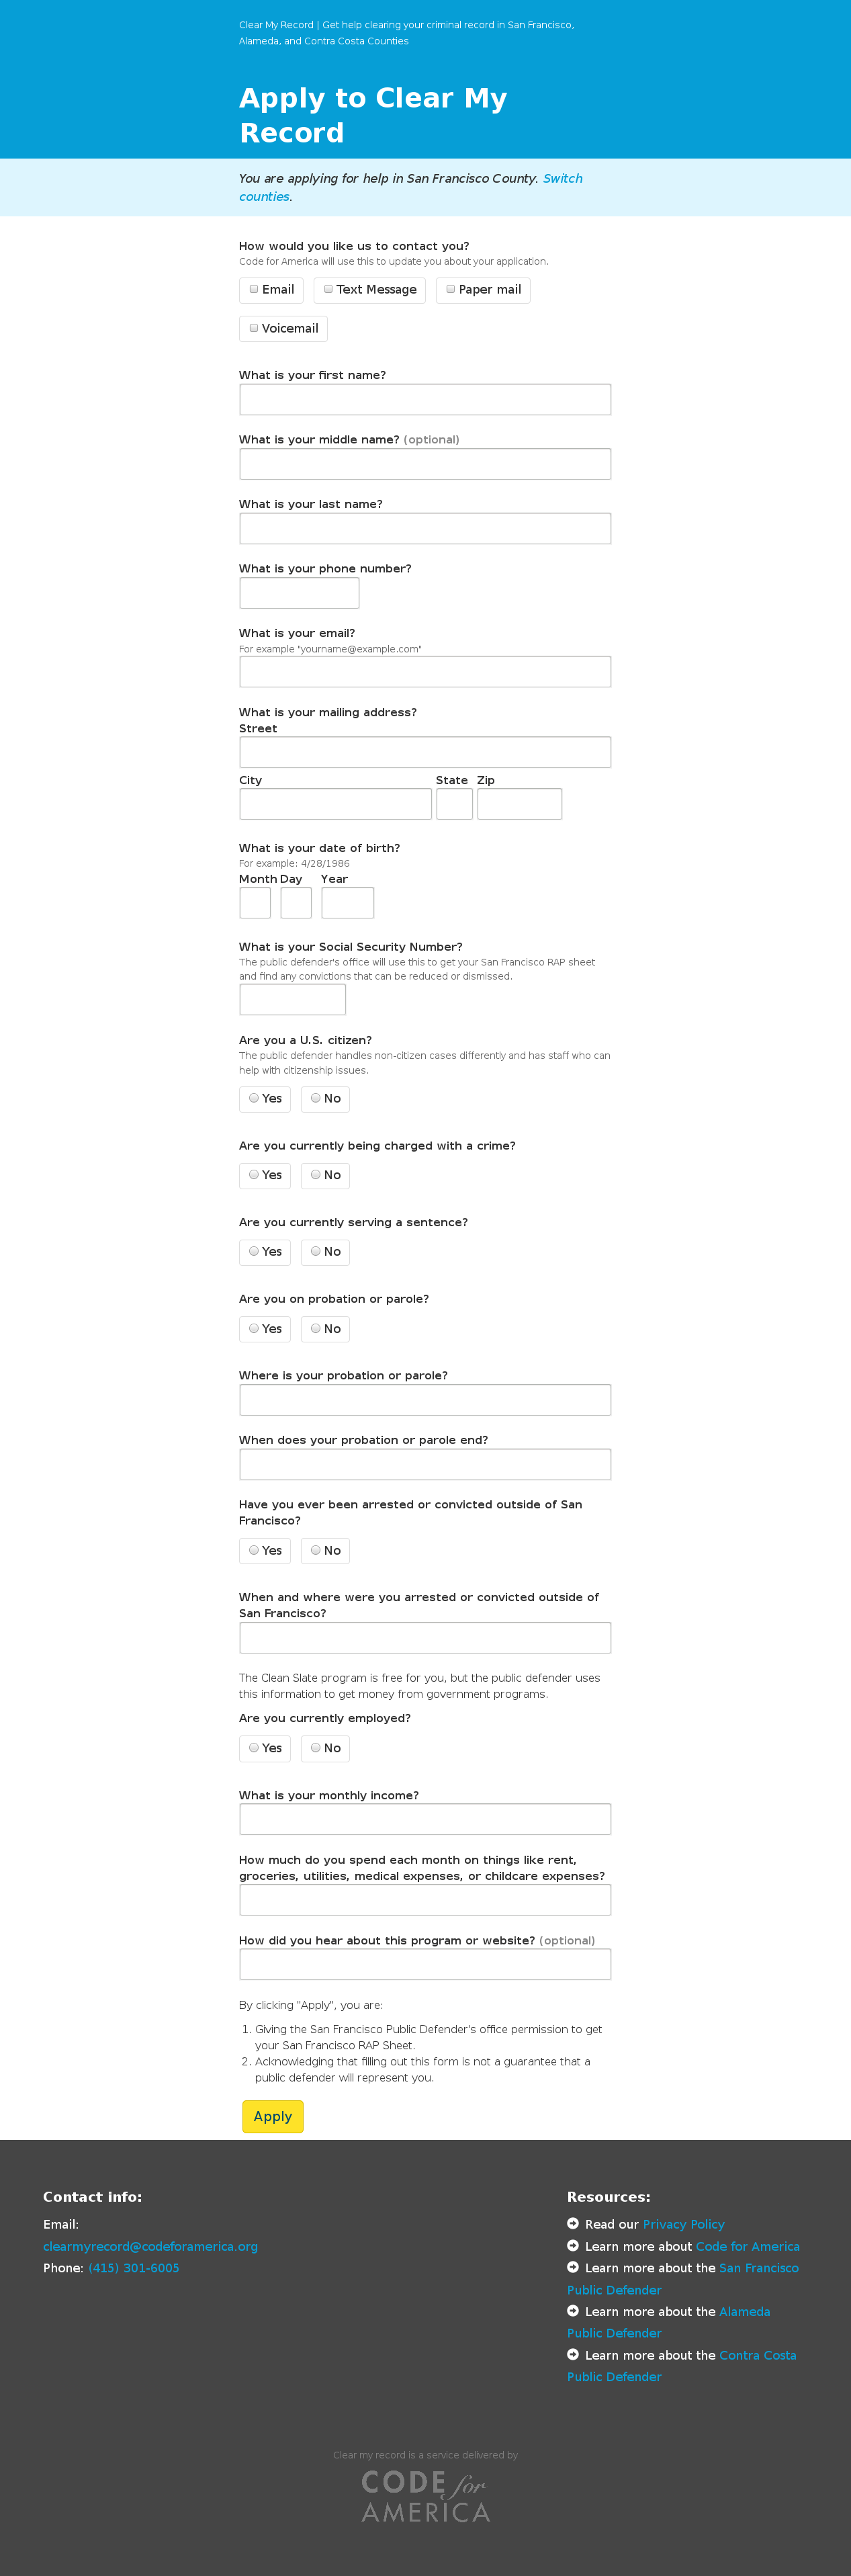 Clear My Record | Get help clearing your criminal record in San Francisco,
Alameda, and Contra Costa Counties
Apply to Clear My
Record
You are applying for help in San Francisco County. Switch
counties.
How would you like us to contact you?
Code for America will use this to update you about your application.
Email Text Message Paper mail
Voicemail
What is your first name?
What is your middle name? (optional)
What is your last name?
What is your phone number?
What is your email?
For example "yourname@example.com"
What is your mailing address?
Street
City State Zip
What is your date of birth?
For example: 4/28/1986
Month Day Year
What is your Social Security Number?
The public defender's office will use this to get your San Francisco RAP sheet
and find any convictions that can be reduced or dismissed.
Are you a U.S. citizen?
The public defender handles non-citizen cases differently and has staff who can
help with citizenship issues.
Yes No
Are you currently being charged with a crime?
Yes No
Are you currently serving a sentence?
Yes No
Are you on probation or parole?
Yes No
Where is your probation or parole?
When does your probation or parole end?
Have you ever been arrested or convicted outside of San
Francisco?
Yes No
When and where were you arrested or convicted outside of
San Francisco?
The Clean Slate program is free for you, but the public defender uses
this information to get money from government programs.
Are you currently employed?
Yes No
What is your monthly income?
How much do you spend each month on things like rent,
groceries, utilities, medical expenses, or childcare expenses?
How did you hear about this program or website? (optional)
By clicking "Apply", you are:
1. Giving the San Francisco Public Defender's office permission to get
your San Francisco RAP Sheet.
2. Acknowledging that filling out this form is not a guarantee that a
public defender will represent you.
Apply
Contact info:
Email:
clearmyrecord@codeforamerica.org
Phone: (415) 301-6005
Resources:
Read our Privacy Policy
Learn more about Code for America
Learn more about the San Francisco
Public Defender
Learn more about the Alameda
Public Defender
Learn more about the Contra Costa
Public Defender
Clear my record is a service delivered by
CODE for
AMERICA